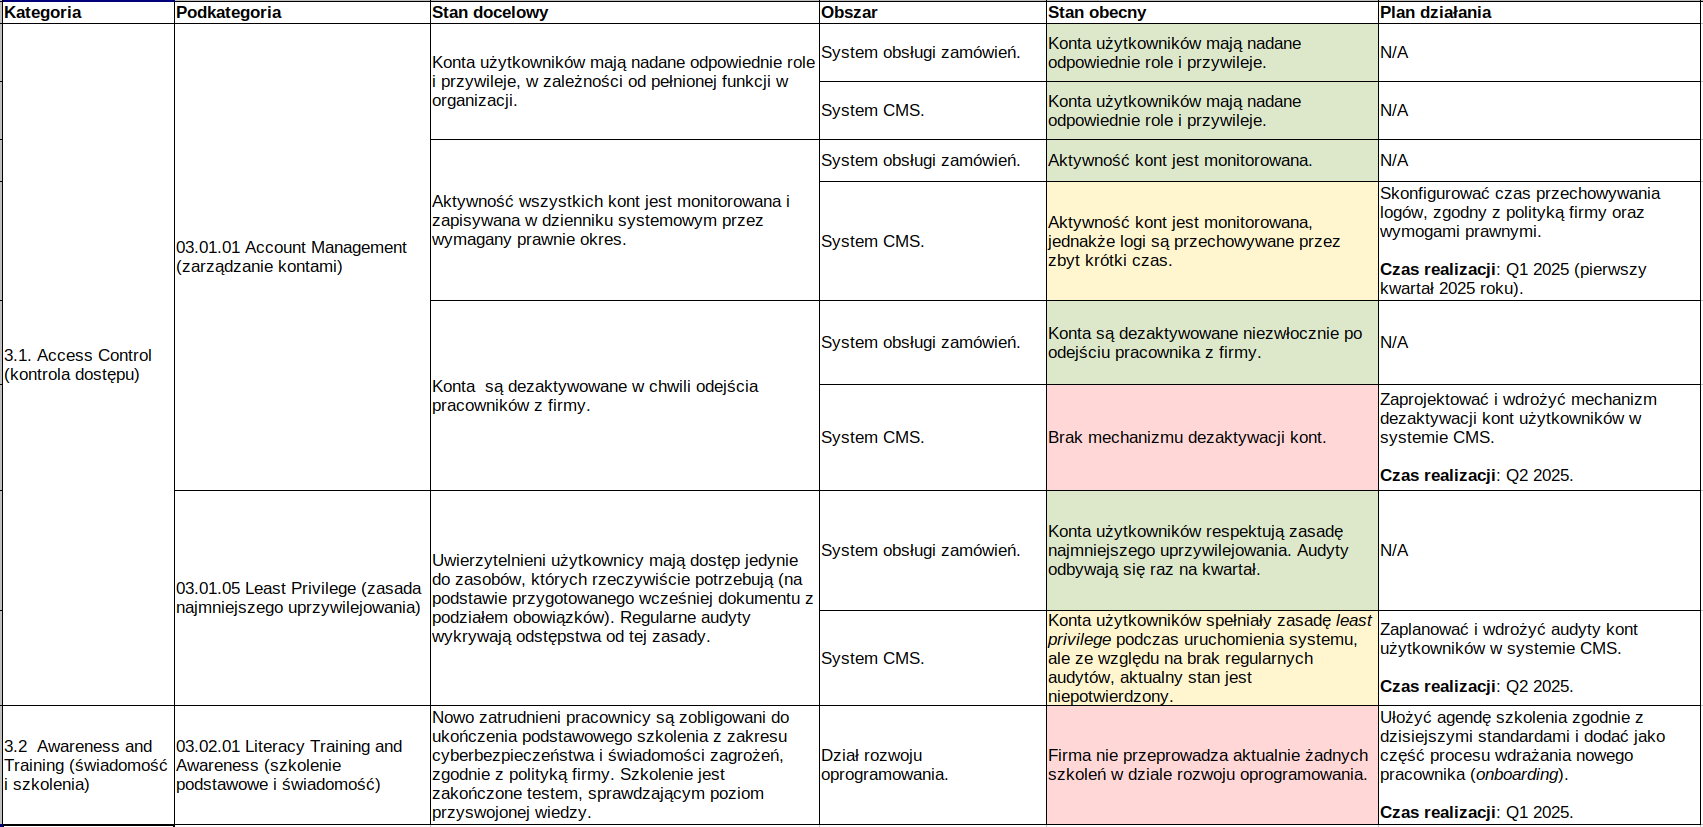 Kategoria
Podkategoria
Stan docelowy
Obszar
Stan obecny
Plan działania
3.1. Access Control
(kontrola dostępu)
03.01.01 Account Management
(zarządzanie kontami)
Konta użytkowników mają nadane odpowiednie role
i przywileje, w zależności od pełnionej funkcji w
organizacji.
System obsługi zamówień.
Konta użytkowników mają nadane
odpowiednie role i przywileje.
N/A
System CMS.
Konta użytkowników mają nadane
odpowiednie role i przywileje.
N/A
Aktywność wszystkich kont jest monitorowana i
zapisywana w dzienniku systemowym przez
wymagany prawnie okres.
System obsługi zamówień.
Aktywność kont jest monitorowana.
N/A
System CMS.
Aktywność kont jest monitorowana,
jednakże logi są przechowywane przez
zbyt krótki czas.
Skonfigurować czas przechowywania
logów, zgodny z polityką firmy oraz
wymogami prawnymi.
Czas realizacji: Q1 2025 (pierwszy
kwartał 2025 roku).
Konta  są dezaktywowane w chwili odejścia
pracowników z firmy.
System obsługi zamówień.
Konta są dezaktywowane niezwłocznie po
odejściu pracownika z firmy.
N/A
System CMS.
Brak mechanizmu dezaktywacji kont.
Zaprojektować i wdrożyć mechanizm
dezaktywacji kont użytkowników w
systemie CMS.
Czas realizacji: Q2 2025.
03.01.05 Least Privilege (zasada
najmniejszego uprzywilejowania)
Uwierzytelnieni użytkownicy mają dostęp jedynie
do zasobów, których rzeczywiście potrzebują (na
podstawie przygotowanego wcześniej dokumentu z
podziałem obowiązków). Regularne audyty
wykrywają odstępstwa od tej zasady.
System obsługi zamówień.
Konta użytkowników respektują zasadę
najmniejszego uprzywilejowania. Audyty
odbywają się raz na kwartał.
N/A
System CMS.
Konta użytkowników spełniały zasadę least
privilege podczas uruchomienia systemu,
ale ze względu na brak regularnych
audytów, aktualny stan jest
niepotwierdzony.
Zaplanować i wdrożyć audyty kont
użytkowników w systemie CMS.
Czas realizacji: Q2 2025.
3.2  Awareness and
Training (świadomość
i szkolenia)
03.02.01 Literacy Training and
Awareness (szkolenie
podstawowe i świadomość)
Nowo zatrudnieni pracownicy są zobligowani do
ukończenia podstawowego szkolenia z zakresu
cyberbezpieczeństwa i świadomości zagrożeń,
zgodnie z polityką firmy. Szkolenie jest
zakończone testem, sprawdzającym poziom
przyswojonej wiedzy.
Dział rozwoju
oprogramowania.
Firma nie przeprowadza aktualnie żadnych
szkoleń w dziale rozwoju oprogramowania.
Ułożyć agendę szkolenia zgodnie z
dzisiejszymi standardami i dodać jako
część procesu wdrażania nowego
pracownika (onboarding).
Czas realizacji: Q1 2025.